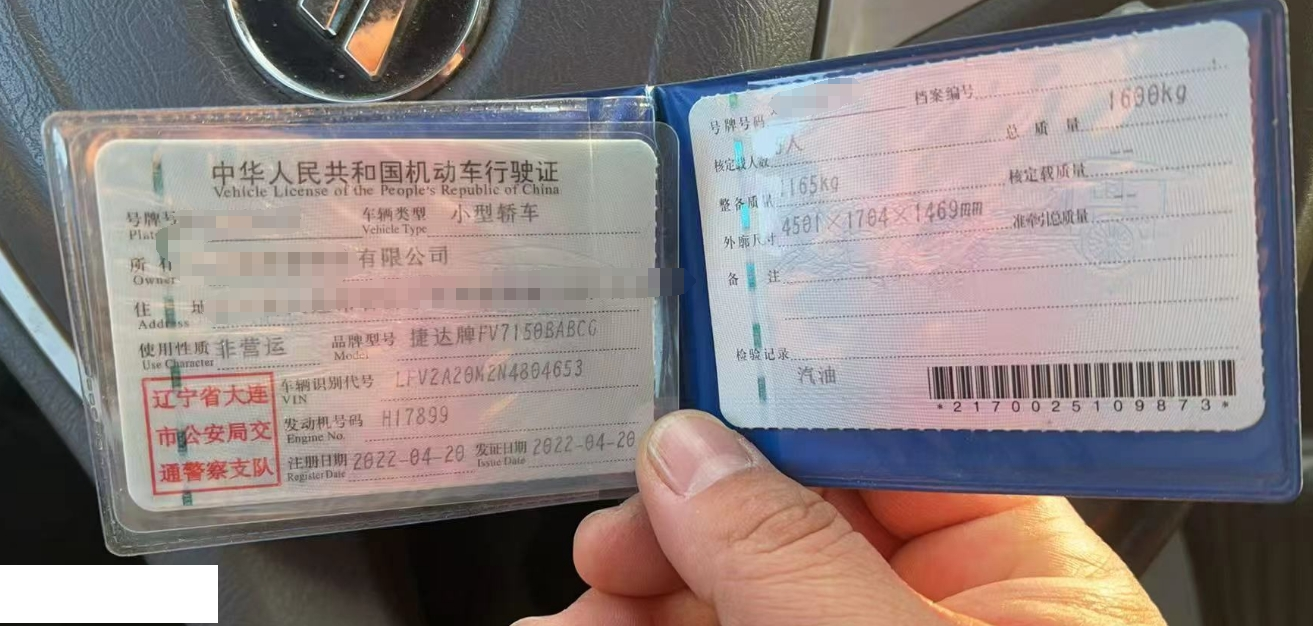 中华人民共和国机动车行驶证
Vehicle License of the People's Republic of China
号牌号
Plate
车辆类型 小型轿车
Vehicle Type
所有 有限公司
Owner
住 址
Address
使用性质 非营运
Use Character
品牌型号 捷达牌FV7150BABCG
Model
车辆识别代号 LFV2A20M2N4804653
VIN
发动机号码 H17899
Engine No.
注册日期 2022-04-20 发证日期 2022-04-20
Register Date Issue Date
辽宁省大连
市公安局交
通警察支队
号牌号码 档案编号
核定载人数 5人 总质量 1690kg
整备质量 1165kg 核定载质量 --
外廓尺寸 4501×1704×1469mm 准牵引总质量
备 注
检验记录
汽油
*2170025109873*